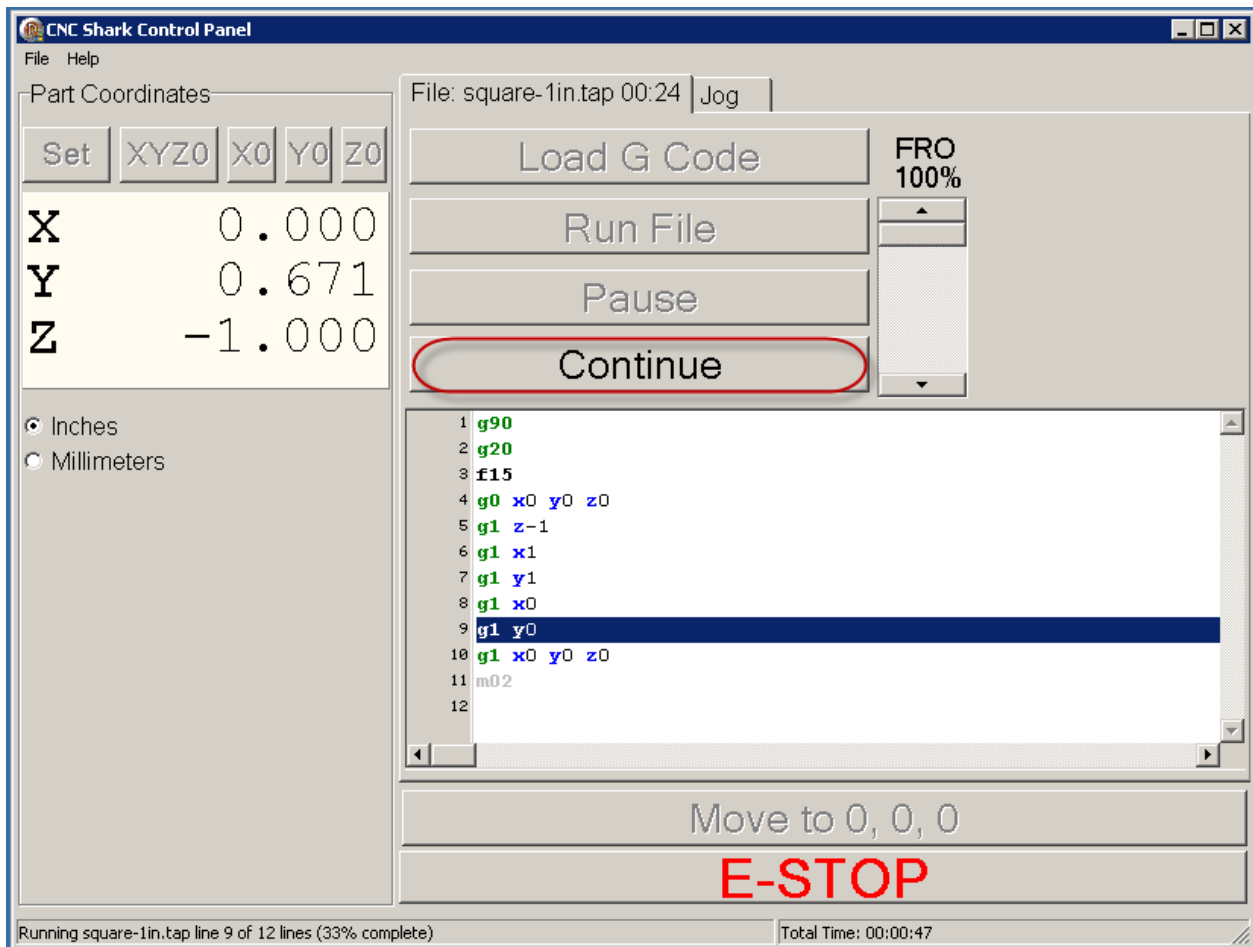 CNC Shark Control Panel
File Help
Part Coordinates
Set XYZ0 X0 Y0 Z0
X 0.000
Y 0.671
Z -1.000
Inches
Millimeters
File: square-1in.tap 00:24
Jog
Load G Code
Run File
Pause
Continue
FRO
100%
1 g90
2 g20
3 f15
4 g0 x0 y0 z0
5 g1 z-1
6 g1 x1
7 g1 y1
8 g1 x0
9 g1 y0
10 g1 x0 y0 z0
11 m02
12
Move to 0, 0, 0
E-STOP
Running square-1in.tap line 9 of 12 lines (33% complete)
Total Time: 00:00:47